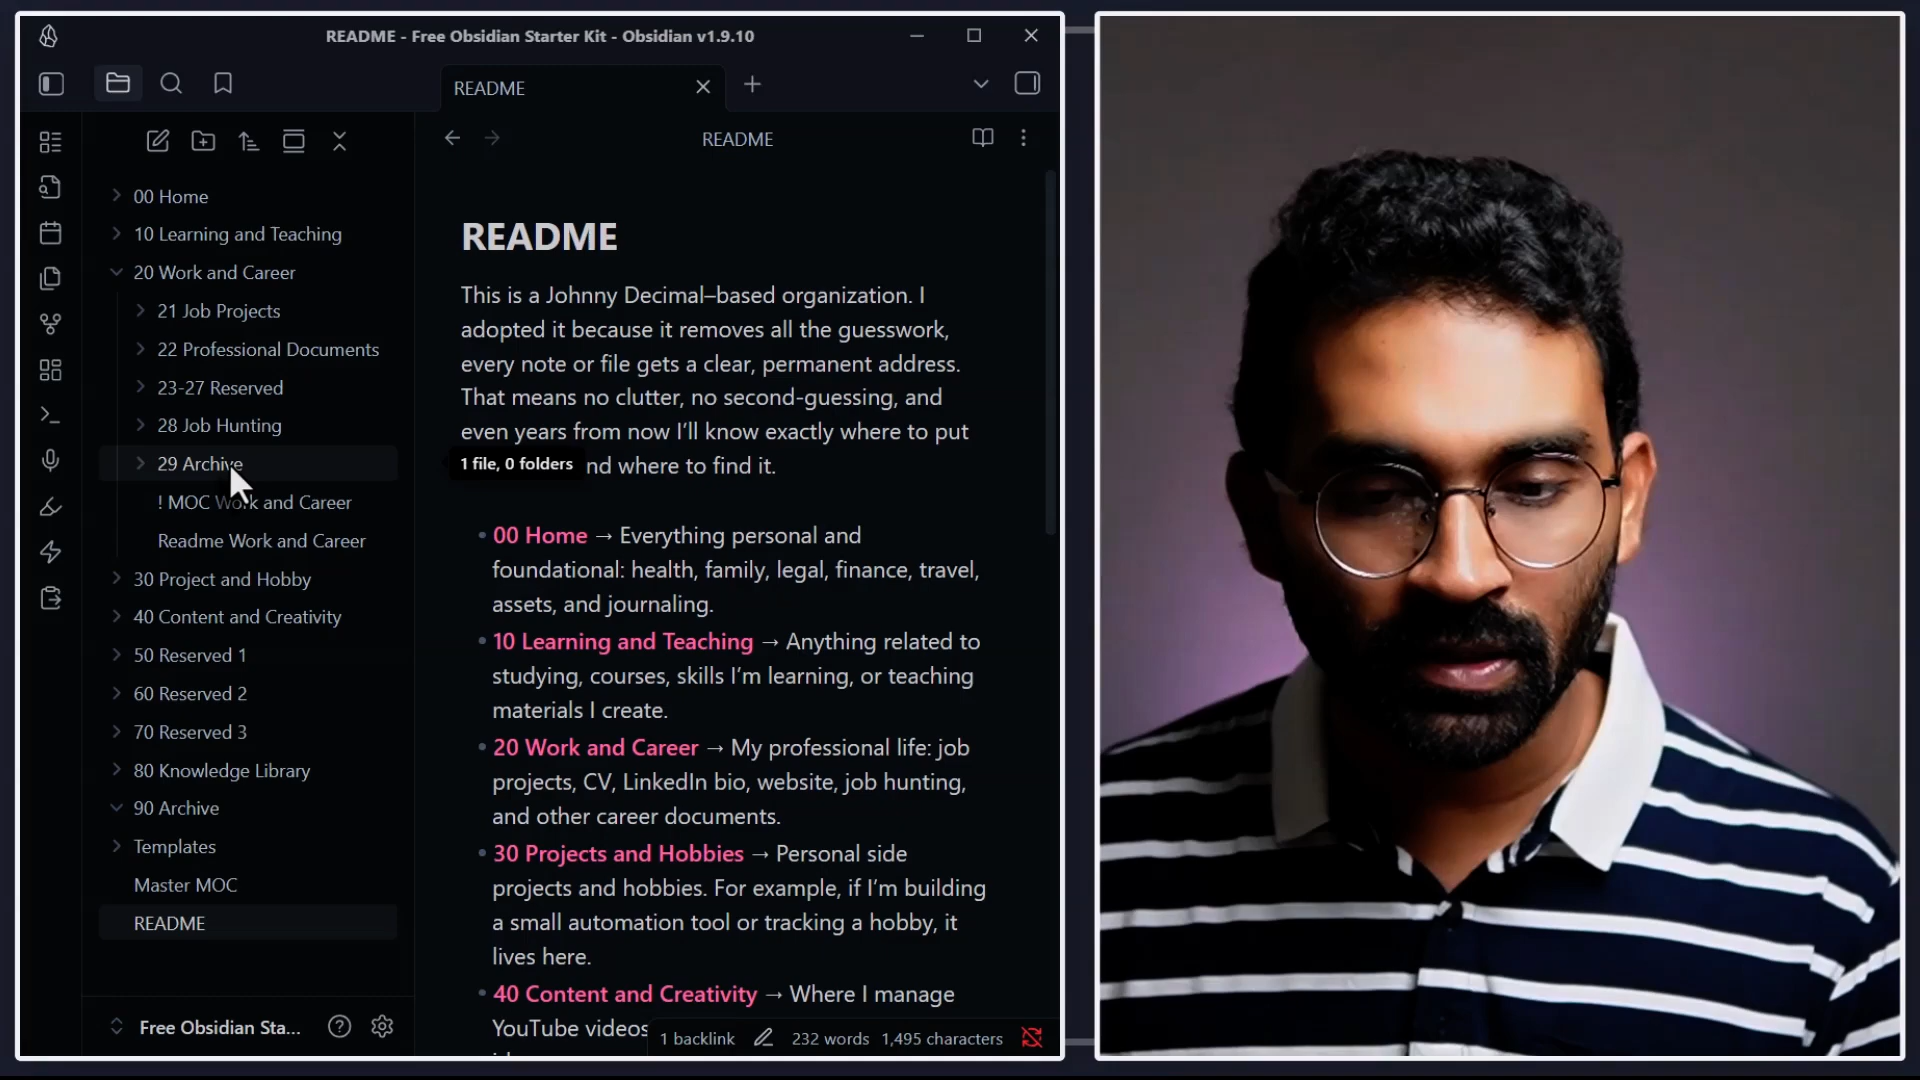 README - Free Obsidian Starter Kit - Obsidian v1.9.10
README
README
00 Home
10 Learning and Teaching
20 Work and Career
21 Job Projects
22 Professional Documents
23-27 Reserved
28 Job Hunting
29 Archive
! MOC Work and Career
Readme Work and Career
30 Project and Hobby
40 Content and Creativity
50 Reserved 1
60 Reserved 2
70 Reserved 3
80 Knowledge Library
90 Archive
Templates
Master MOC
README
Free Obsidian Sta...
README
This is a Johnny Decimal–based organization. I
adopted it because it removes all the guesswork,
every note or file gets a clear, permanent address.
That means no clutter, no second-guessing, and
even years from now I'll know exactly where to put
1 file, 0 folders
nd where to find it.
• 00 Home → Everything personal and
foundational: health, family, legal, finance, travel,
assets, and journaling.
• 10 Learning and Teaching → Anything related to
studying, courses, skills I'm learning, or teaching
materials I create.
• 20 Work and Career → My professional life: job
projects, CV, LinkedIn bio, website, job hunting,
and other career documents.
• 30 Projects and Hobbies → Personal side
projects and hobbies. For example, if I'm building
a small automation tool or tracking a hobby, it
lives here.
• 40 Content and Creativity → Where I manage
YouTube videos
1 backlink 232 words 1,495 characters